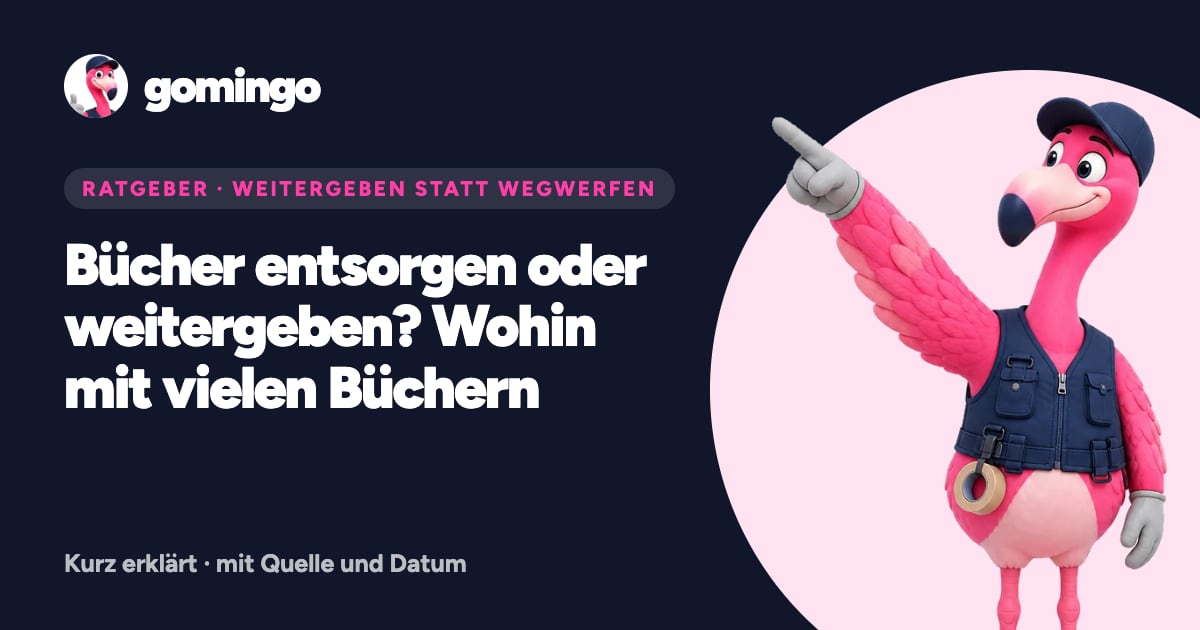 gomingo
RATGEBER · WEITERGEBEN STATT WEGWERFEN
Bücher entsorgen oder
weitergeben? Wohin
mit vielen Büchern
Kurz erklärt · mit Quelle und Datum